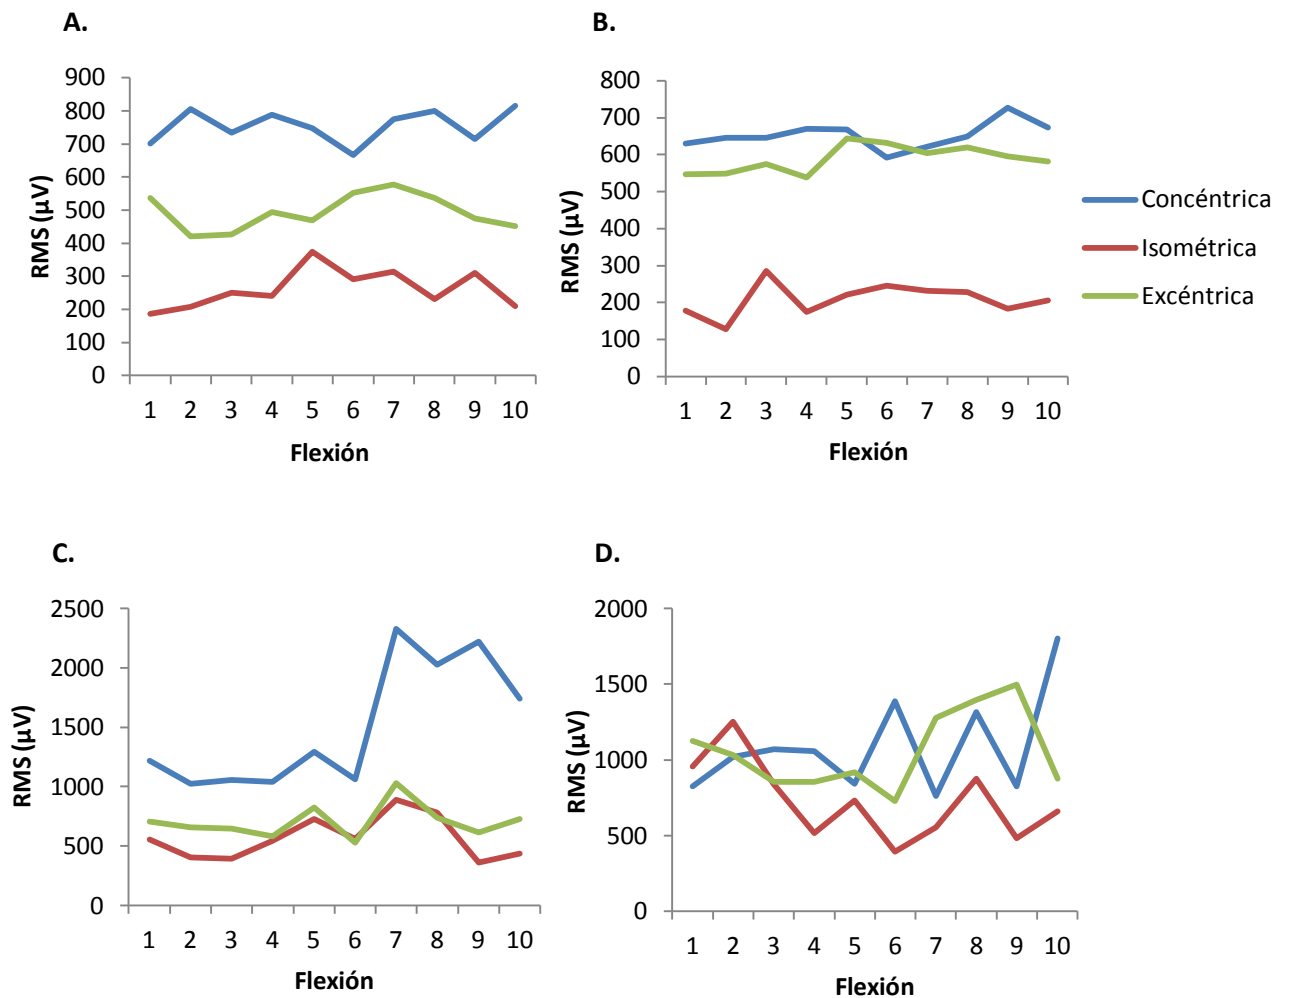 A.
900
800
700
600
500
400
300
200
100
0
RMS (µV)
1 2 3 4 5 6 7 8 9 10
Flexión
B.
800
700
600
500
400
300
200
100
0
RMS (µV)
1 2 3 4 5 6 7 8 9 10
Flexión
Concéntrica
Isométrica
Excéntrica
C.
2500
2000
1500
1000
500
0
RMS (µV)
1 2 3 4 5 6 7 8 9 10
Flexión
D.
2000
1500
1000
500
0
RMS (µV)
1 2 3 4 5 6 7 8 9 10
Flexión